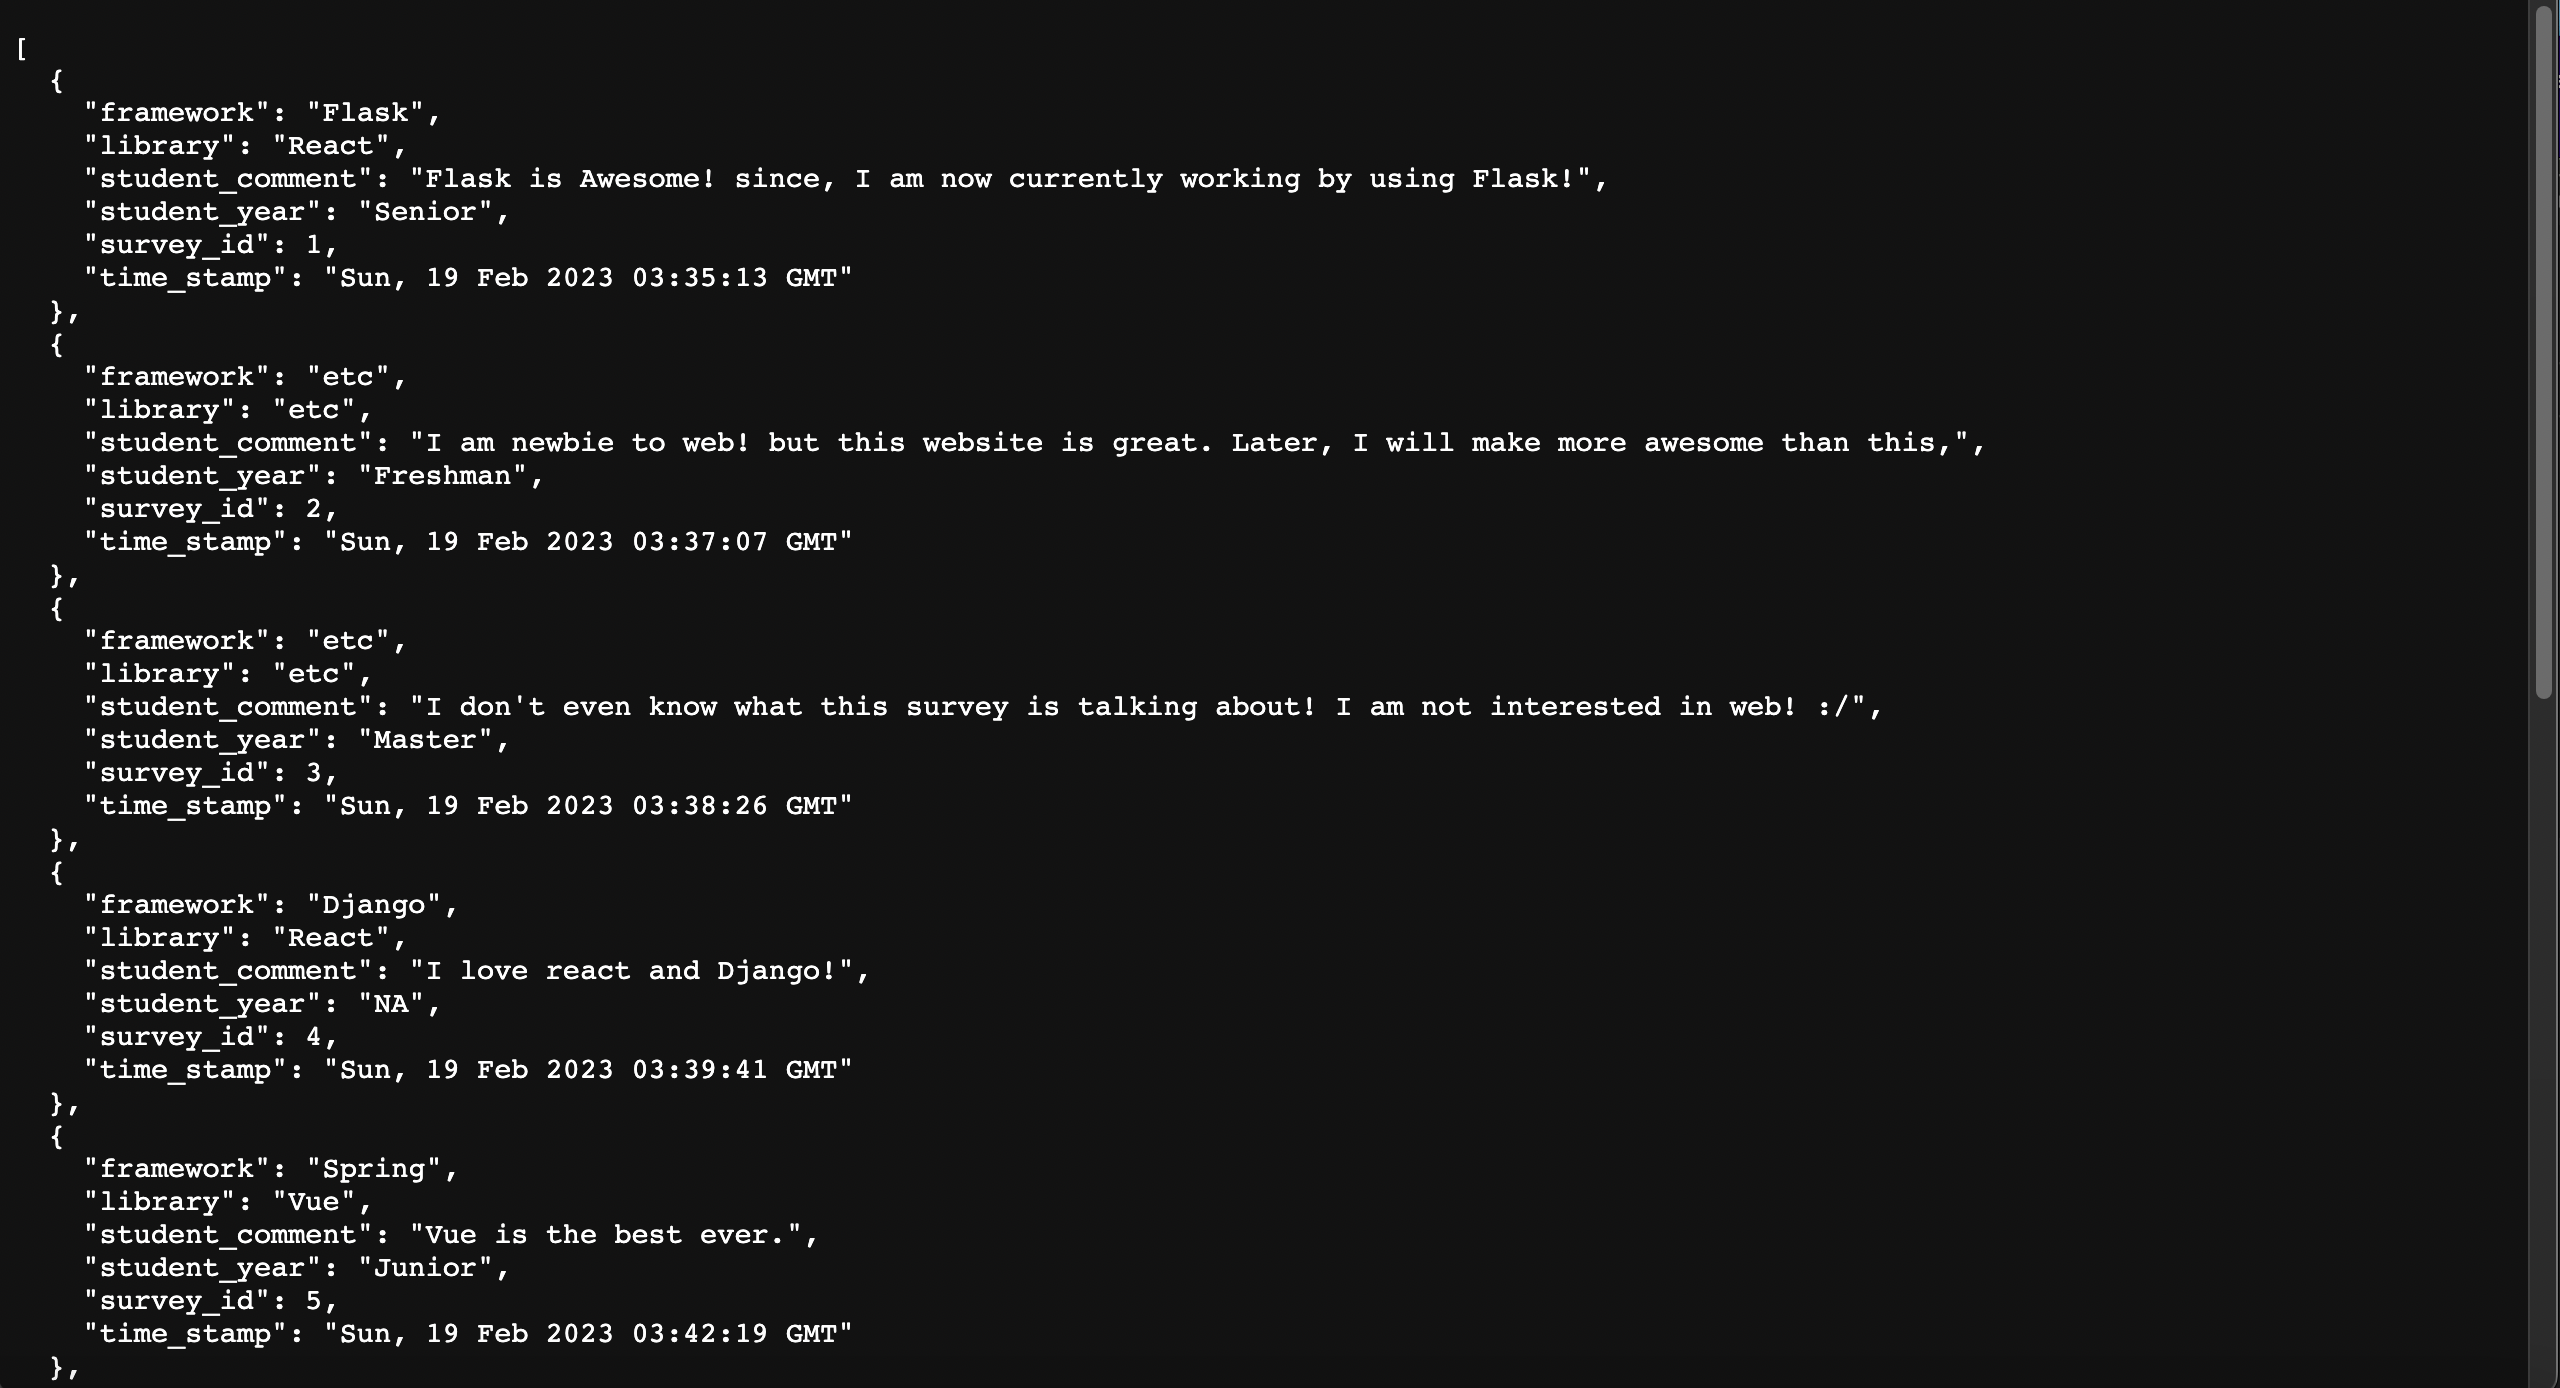 [
  {
    "framework": "Flask",
    "library": "React",
    "student_comment": "Flask is Awesome! since, I am now currently working by using Flask!",
    "student_year": "Senior",
    "survey_id": 1,
    "time_stamp": "Sun, 19 Feb 2023 03:35:13 GMT"
  },
  {
    "framework": "etc",
    "library": "etc",
    "student_comment": "I am newbie to web! but this website is great. Later, I will make more awesome than this,",
    "student_year": "Freshman",
    "survey_id": 2,
    "time_stamp": "Sun, 19 Feb 2023 03:37:07 GMT"
  },
  {
    "framework": "etc",
    "library": "etc",
    "student_comment": "I don't even know what this survey is talking about! I am not interested in web! :/",
    "student_year": "Master",
    "survey_id": 3,
    "time_stamp": "Sun, 19 Feb 2023 03:38:26 GMT"
  },
  {
    "framework": "Django",
    "library": "React",
    "student_comment": "I love react and Django!",
    "student_year": "NA",
    "survey_id": 4,
    "time_stamp": "Sun, 19 Feb 2023 03:39:41 GMT"
  },
  {
    "framework": "Spring",
    "library": "Vue",
    "student_comment": "Vue is the best ever.",
    "student_year": "Junior",
    "survey_id": 5,
    "time_stamp": "Sun, 19 Feb 2023 03:42:19 GMT"
  },